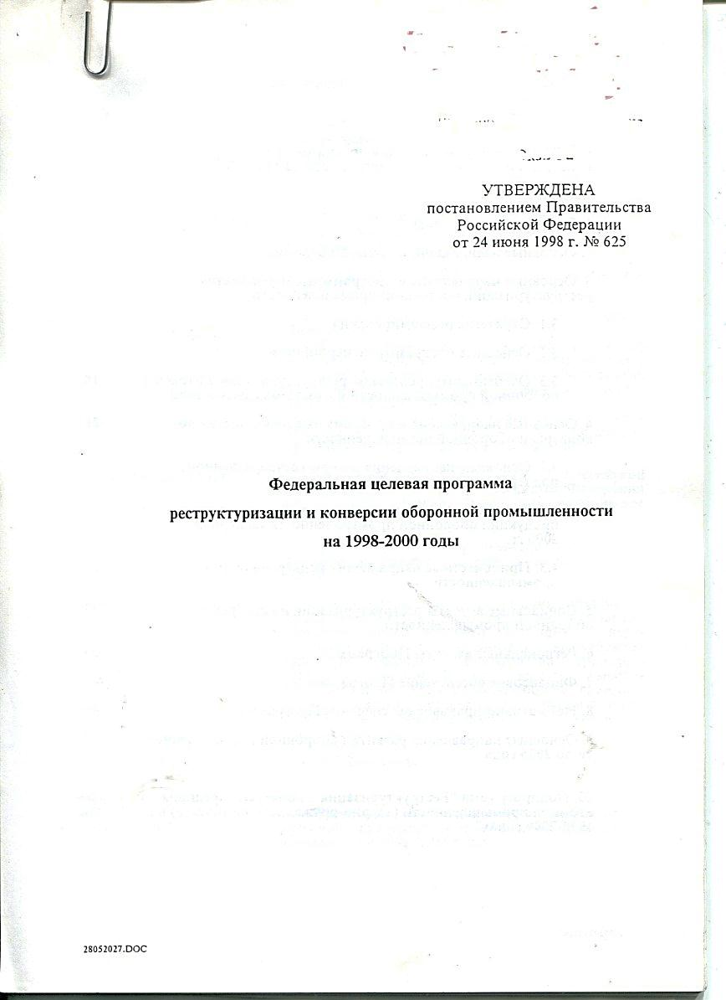 УТВЕРЖДЕНА
постановлением Правительства
Российской Федерации
от 24 июня 1998 г. № 625
Федеральная целевая программа
реструктуризации и конверсии оборонной промышленности
на 1998-2000 годы
28052027.DOC